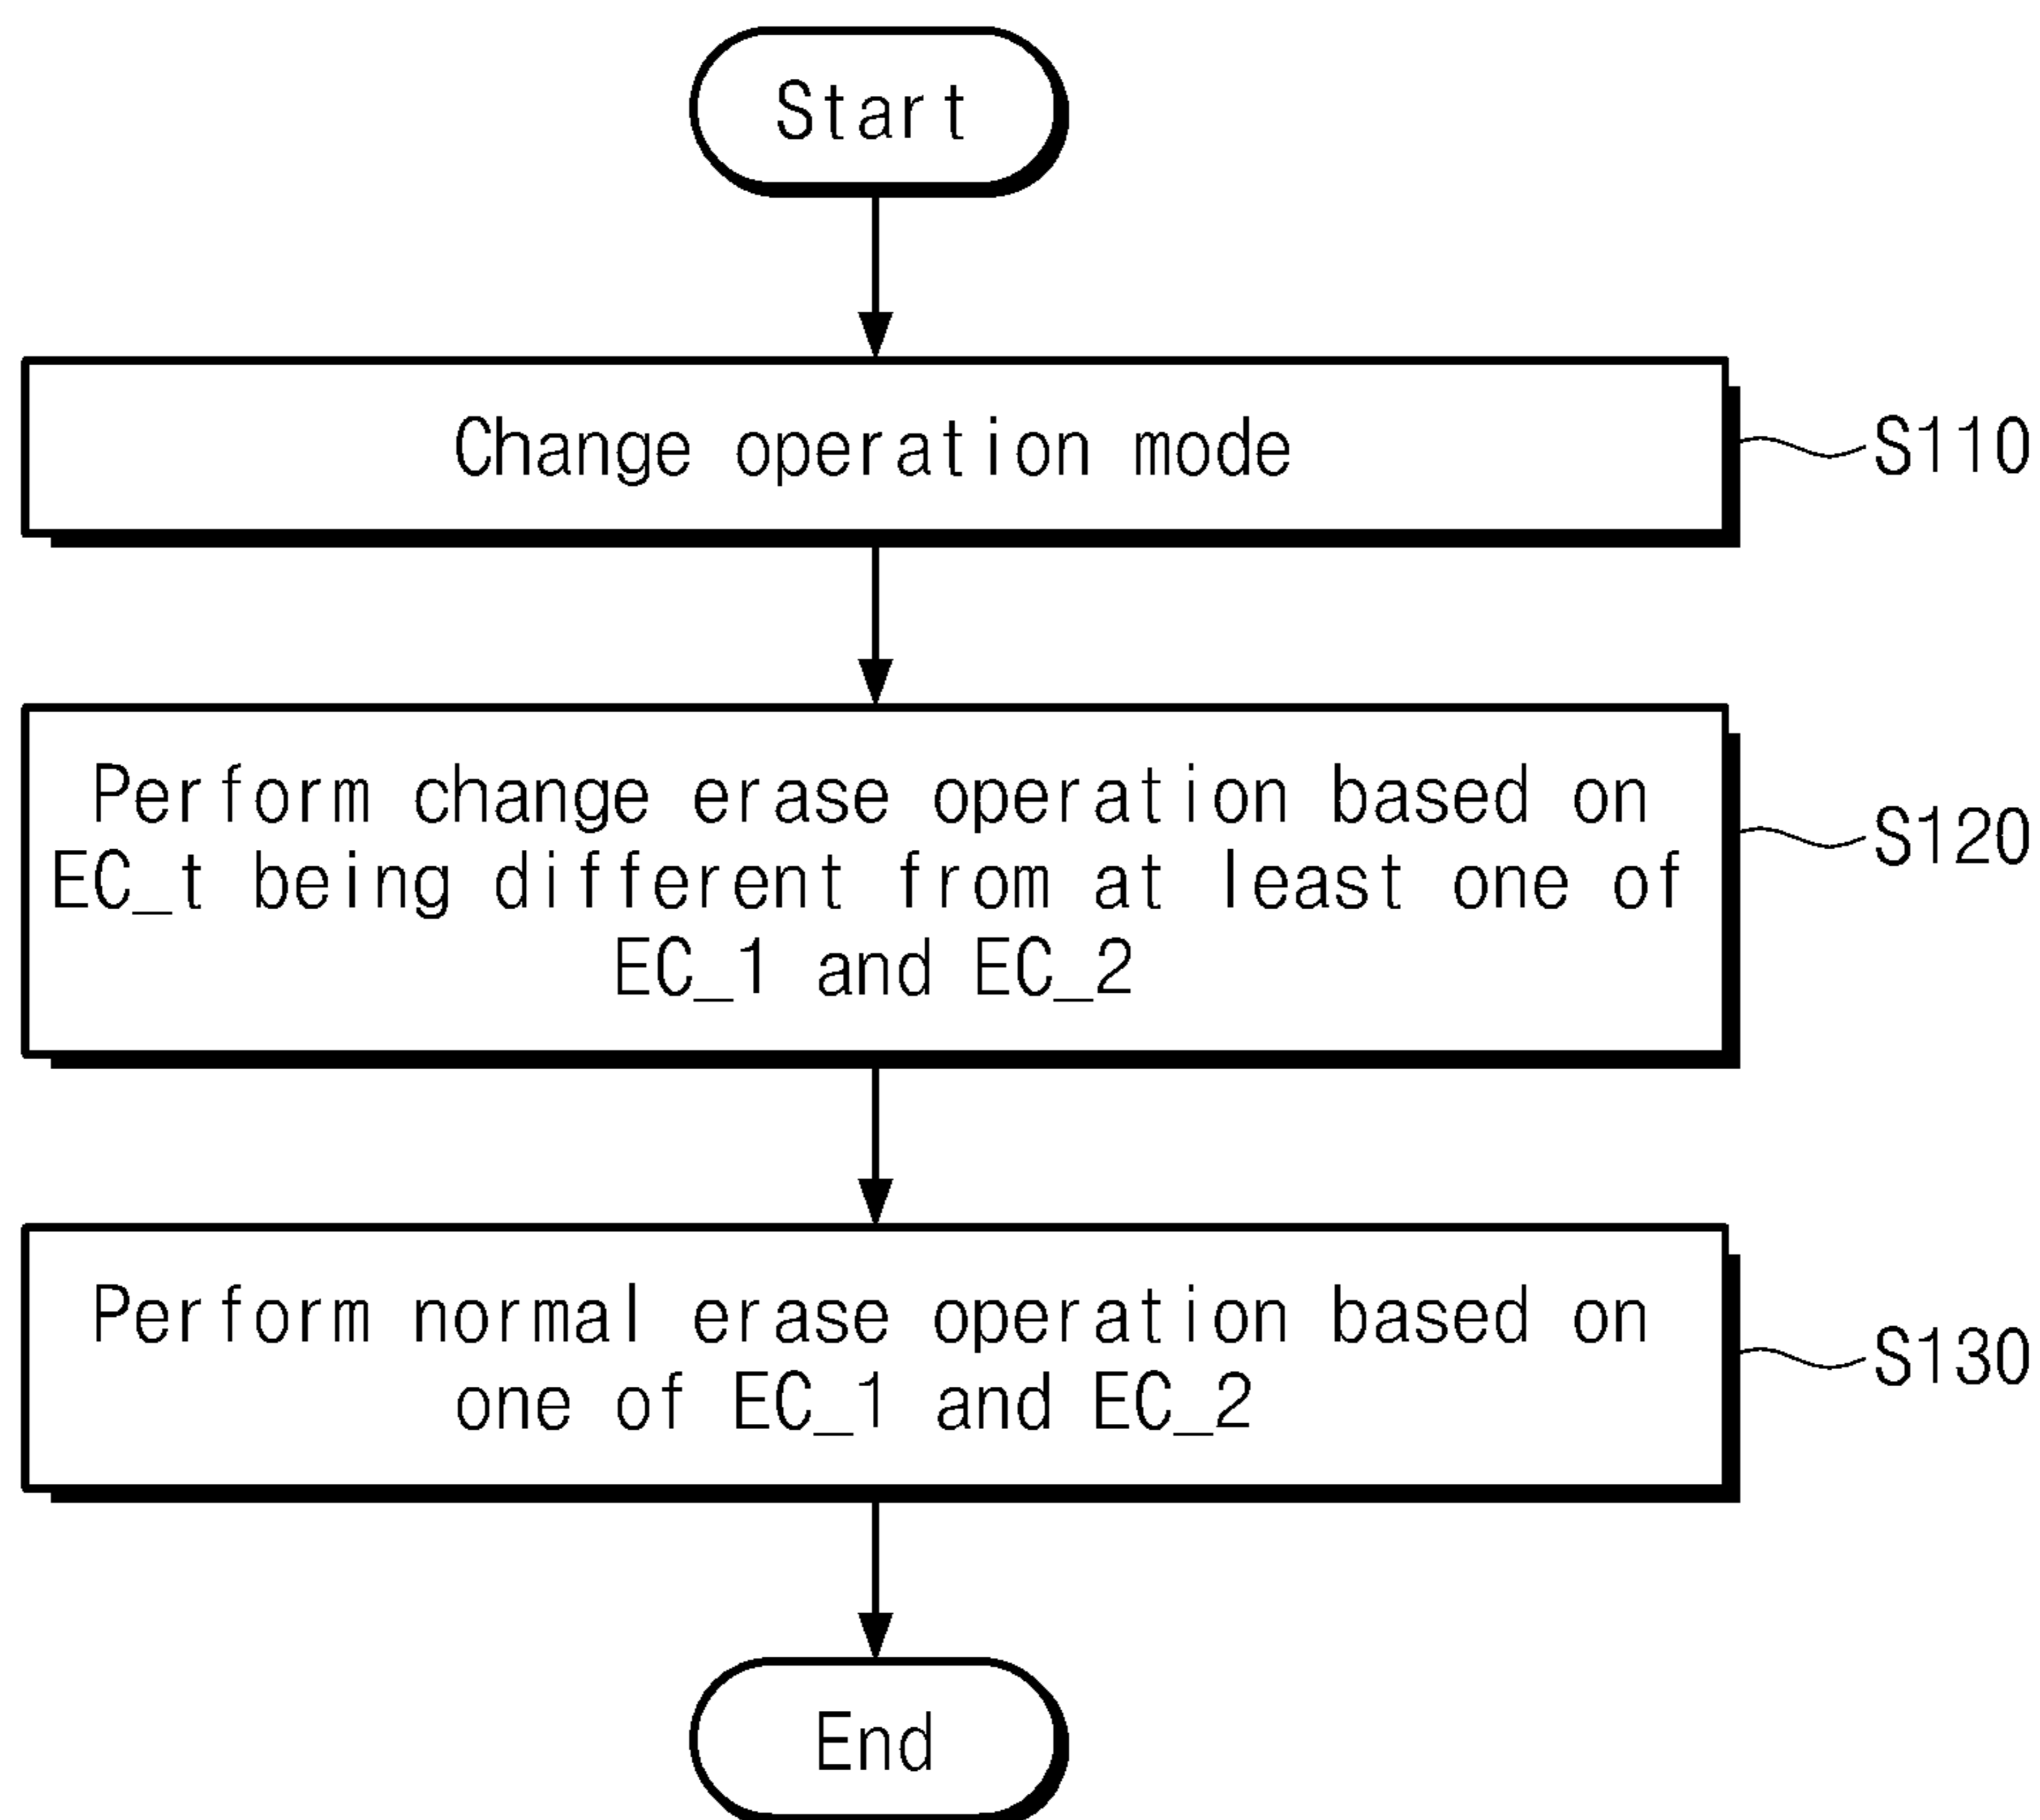 Start
Change operation mode
S110
Perform change erase operation based on
EC_t being different from at least one of
EC_1 and EC_2
S120
Perform normal erase operation based on
one of EC_1 and EC_2
S130
End